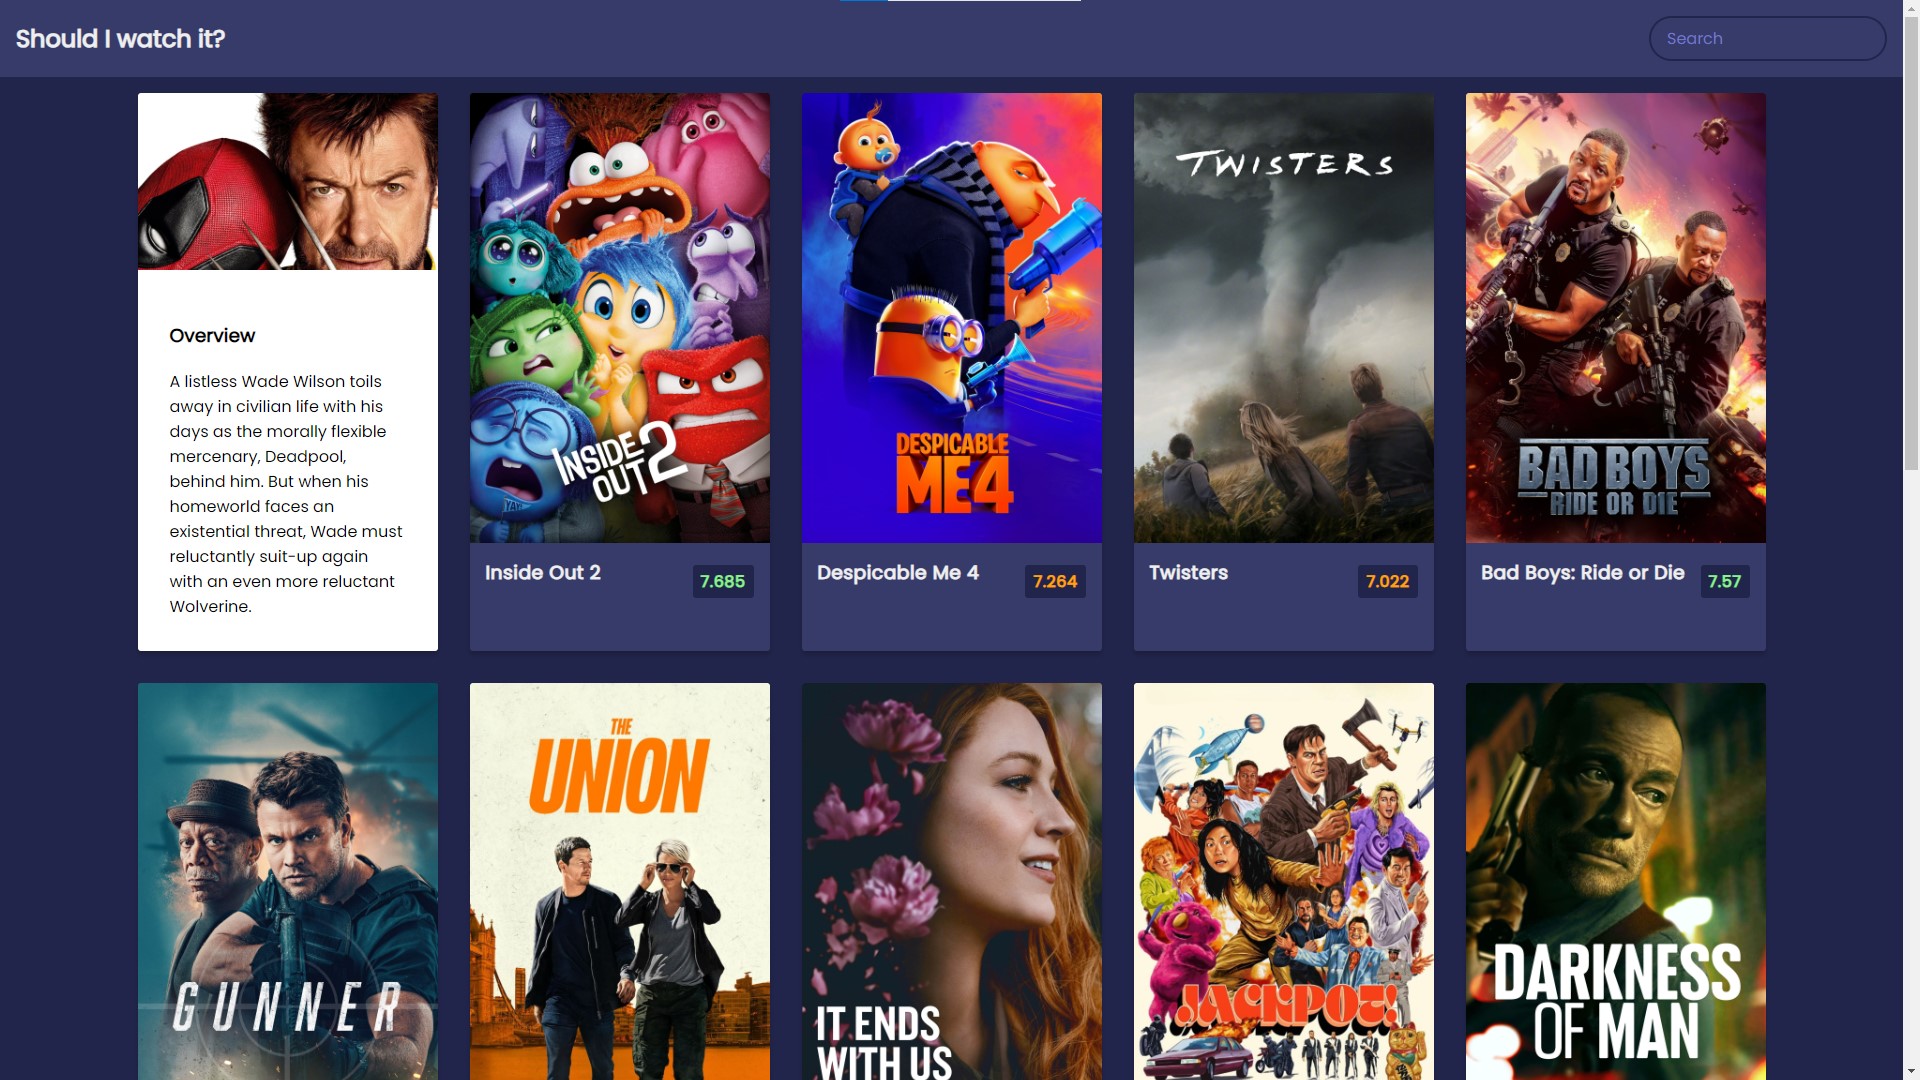 Should I watch it?
Search
Overview
A listless Wade Wilson toils
away in civilian life with his
days as the morally flexible
mercenary, Deadpool,
behind him. But when his
homeworld faces an
existential threat, Wade must
reluctantly suit-up again
with an even more reluctant
Wolverine.
INSIDE
OUT 2
YAY!
Inside Out 2
7.685
DESPICABLE
ME 4
Despicable Me 4
7.264
TWISTERS
Twisters
7.022
BAD BOYS
RIDE OR DIE
Bad Boys: Ride or Die
7.57
GUNNER
THE
UNION
IT ENDS
WITH US
JACKPOT!
DARKNESS
OF MAN